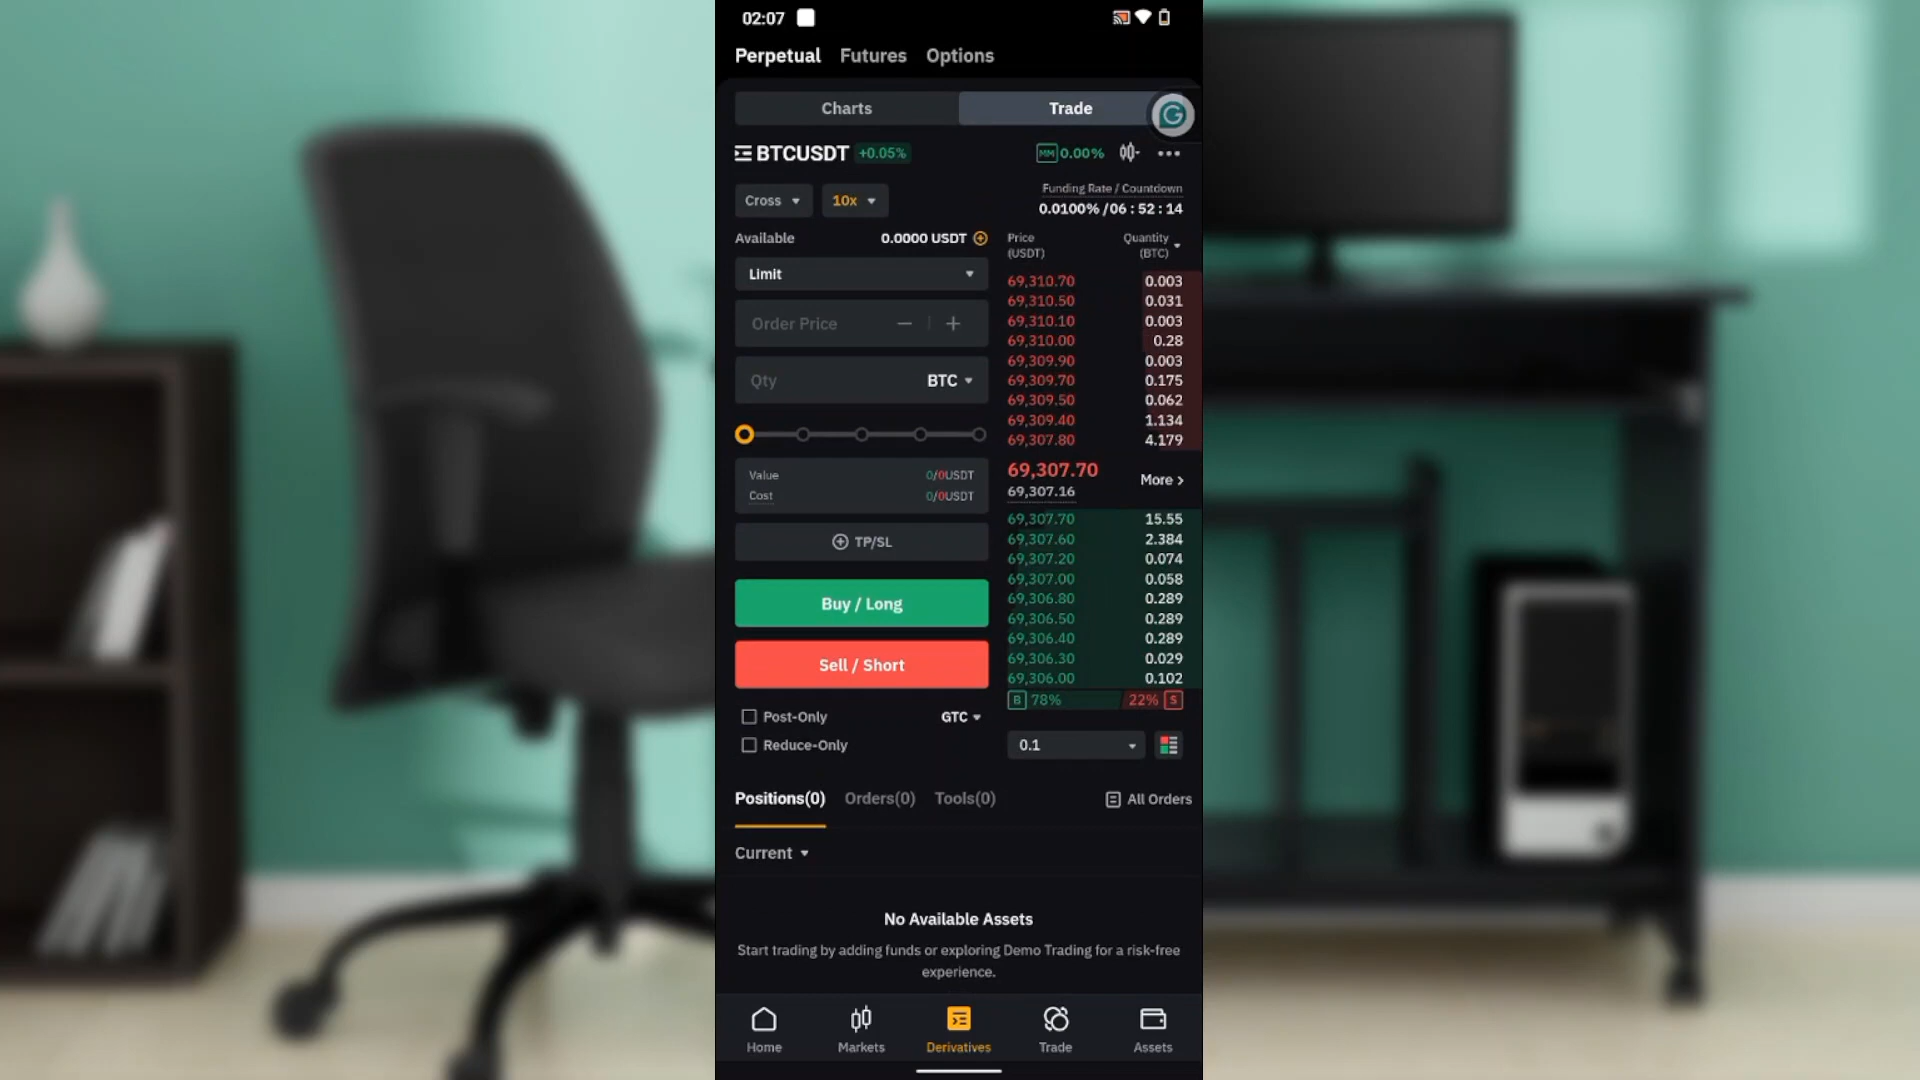 02:07
Perpetual Futures Options
Charts Trade
BTCUSDT +0.05% MM 0.00%
Cross 10x
Funding Rate / Countdown
0.0100% /06 : 52 : 14
Available 0.0000 USDT
Limit
Order Price
Qty BTC
Value 0/0USDT
Cost 0/0USDT
TP/SL
Buy / Long
Sell / Short
Post-Only GTC
Reduce-Only
Price Quantity
(USDT) (BTC)
69,310.70 0.003
69,310.50 0.031
69,310.10 0.003
69,310.00 0.28
69,309.90 0.003
69,309.70 0.175
69,309.50 0.062
69,309.40 1.134
69,307.80 4.179
69,307.70
69,307.16
More >
69,307.70 15.55
69,307.60 2.384
69,307.20 0.074
69,307.00 0.058
69,306.80 0.289
69,306.50 0.289
69,306.40 0.289
69,306.30 0.029
69,306.00 0.102
B 78% 22% S
0.1
Positions(0) Orders(0) Tools(0) All Orders
Current
No Available Assets
Start trading by adding funds or exploring Demo Trading for a risk-free
experience.
Home Markets Derivatives Trade Assets